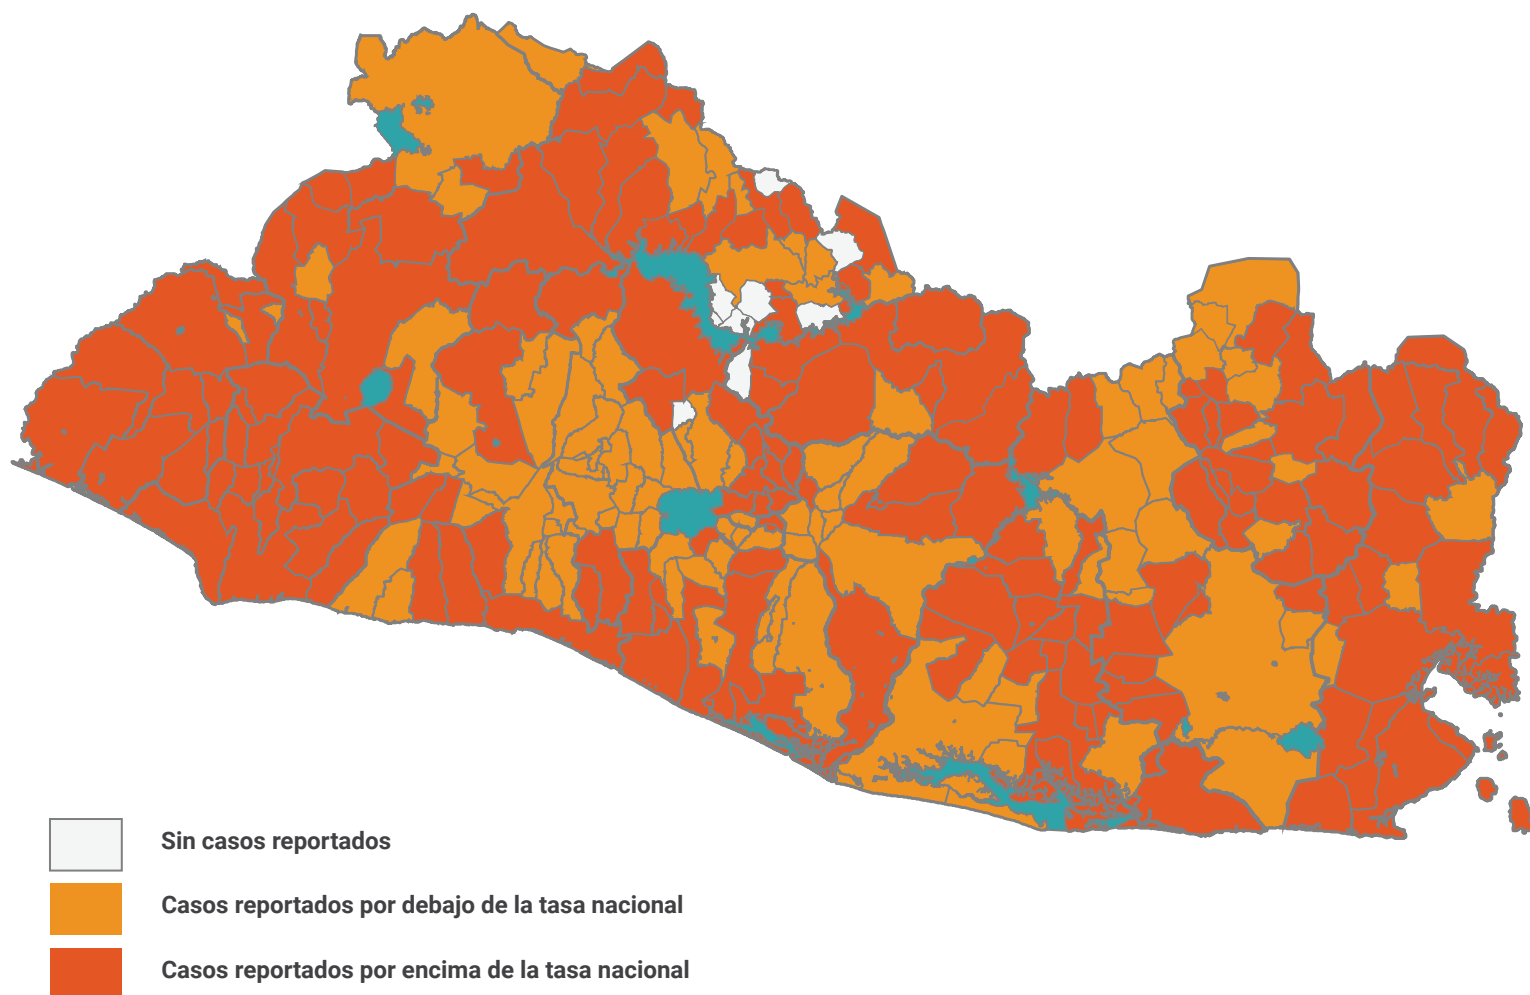 Sin casos reportados
Casos reportados por debajo de la tasa nacional
Casos reportados por encima de la tasa nacional